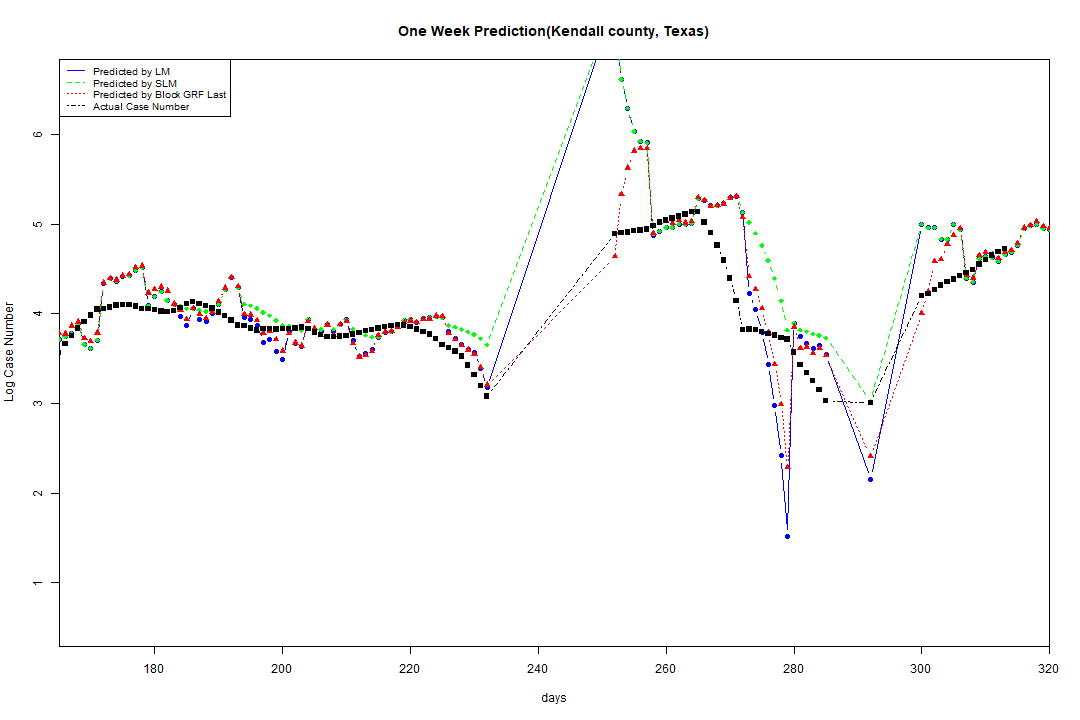 One Week Prediction(Kendall county, Texas)
Predicted by LM
Predicted by SLM
Predicted by Block GRF Last
Actual Case Number
6
5
4
3
2
1
Log Case Number
180 200 220 240 260 280 300 320
days